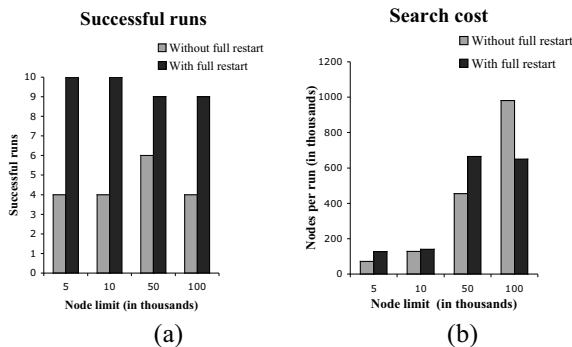 Successful runs
Without full restart
With full restart
10
9
8
7
6
5
4
3
2
1
0
Successful runs
5 10 50 100
Node limit (in thousands)
(a)
Search cost
Without full restart
With full restart
1200
1000
800
600
400
200
0
Nodes per run (in thousands)
5 10 50 100
Node limit (in thousands)
(b)